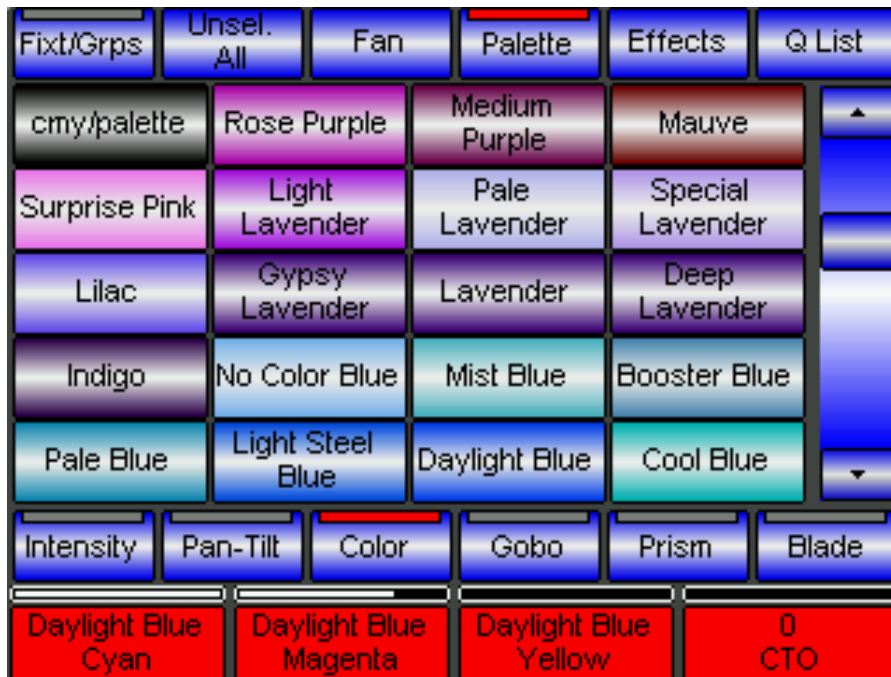 Fixt/Grps
Unsel.
All
Fan
Palette
Effects
Q List
cmy/palette
Rose Purple
Medium
Purple
Mauve
Surprise Pink
Light
Lavender
Pale
Lavender
Special
Lavender
Lilac
Gypsy
Lavender
Lavender
Deep
Lavender
Indigo
No Color Blue
Mist Blue
Booster Blue
Pale Blue
Light Steel
Blue
Daylight Blue
Cool Blue
Intensity
Pan-Tilt
Color
Gobo
Prism
Blade
Daylight Blue
Cyan
Daylight Blue
Magenta
Daylight Blue
Yellow
0
CTO